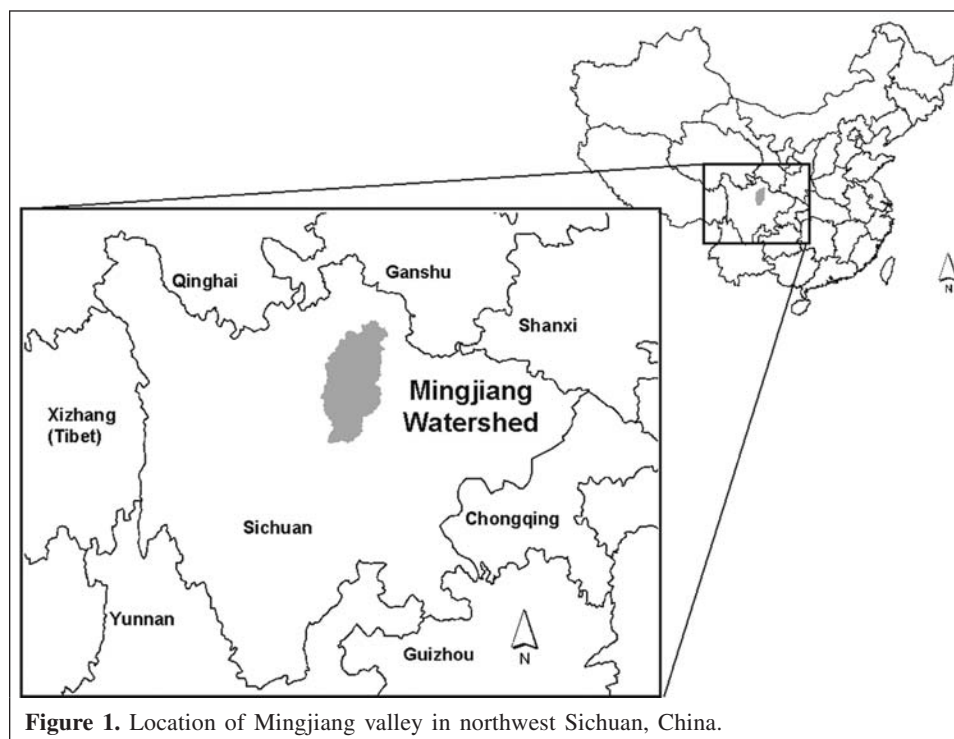 Qinghai
Ganshu
Shanxi
Mingjiang
Watershed
Xizhang
(Tibet)
Sichuan
Chongqing
Yunnan
Guizhou
N
N
Figure 1. Location of Mingjiang valley in northwest Sichuan, China.